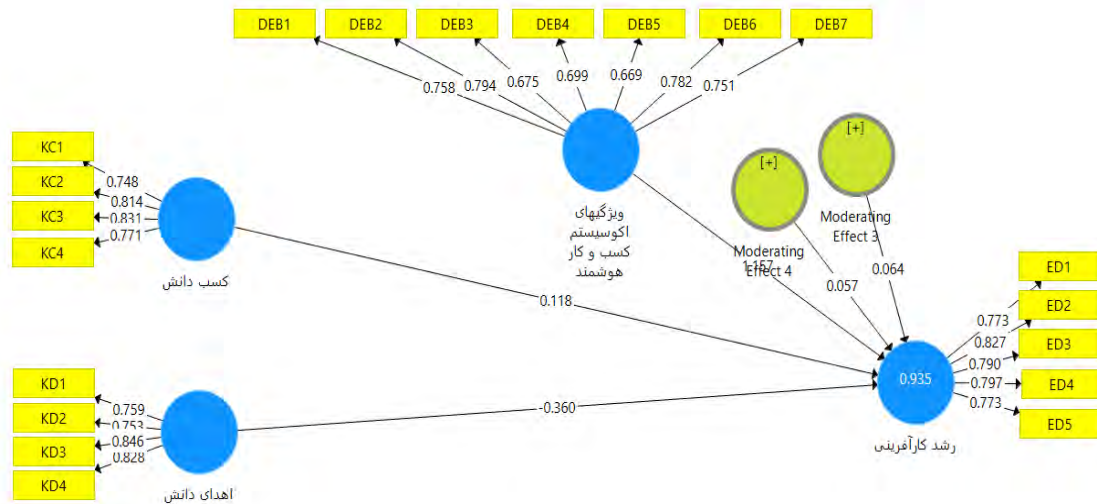 DEB1
DEB2
DEB3
DEB4
DEB5
DEB6
DEB7
0.758
0.794
0.675
0.699
0.669
0.782
0.751
KC1
KC2
KC3
KC4
0.748
0.814
0.831
0.771
کسب دانش
ویژگیهای
اکوسیستم
کسب و کار
هوشمند
[+]
Moderating
Effect 4
[+]
Moderating
Effect 3
1.157
0.057
0.064
0.118
-0.360
KD1
KD2
KD3
KD4
0.759
0.753
0.846
0.828
اهدای دانش
0.935
رشد کارآفرینی
0.773
0.827
0.790
0.797
0.773
ED1
ED2
ED3
ED4
ED5